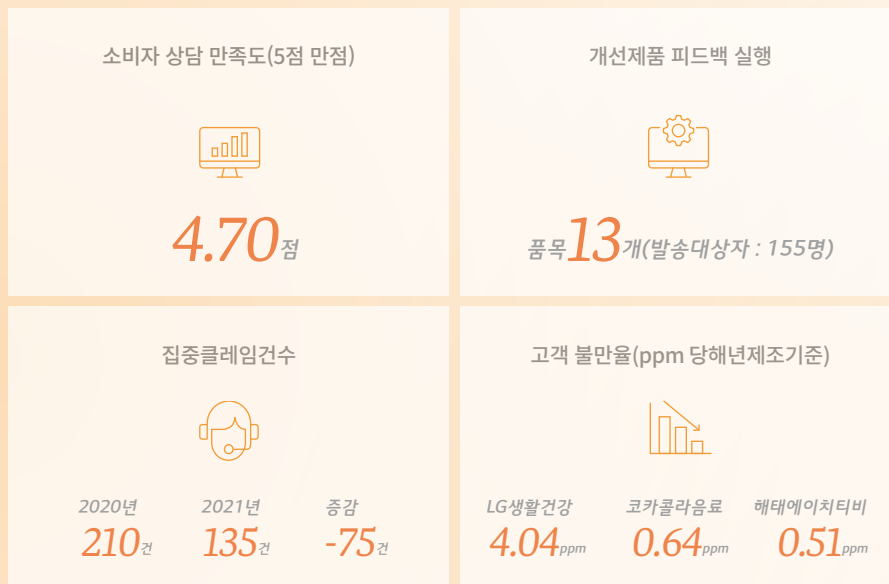 소비자 상담 만족도(5점 만점)
4.70점
개선제품 피드백 실행
품목13개(발송대상자 : 155명)
집중클레임건수
2020년 2021년 증감
210건 135건 -75건
고객 불만율(ppm 당해년제조기준)
LG생활건강 코카콜라음료 해태에이치티비
4.04ppm 0.64ppm 0.51ppm